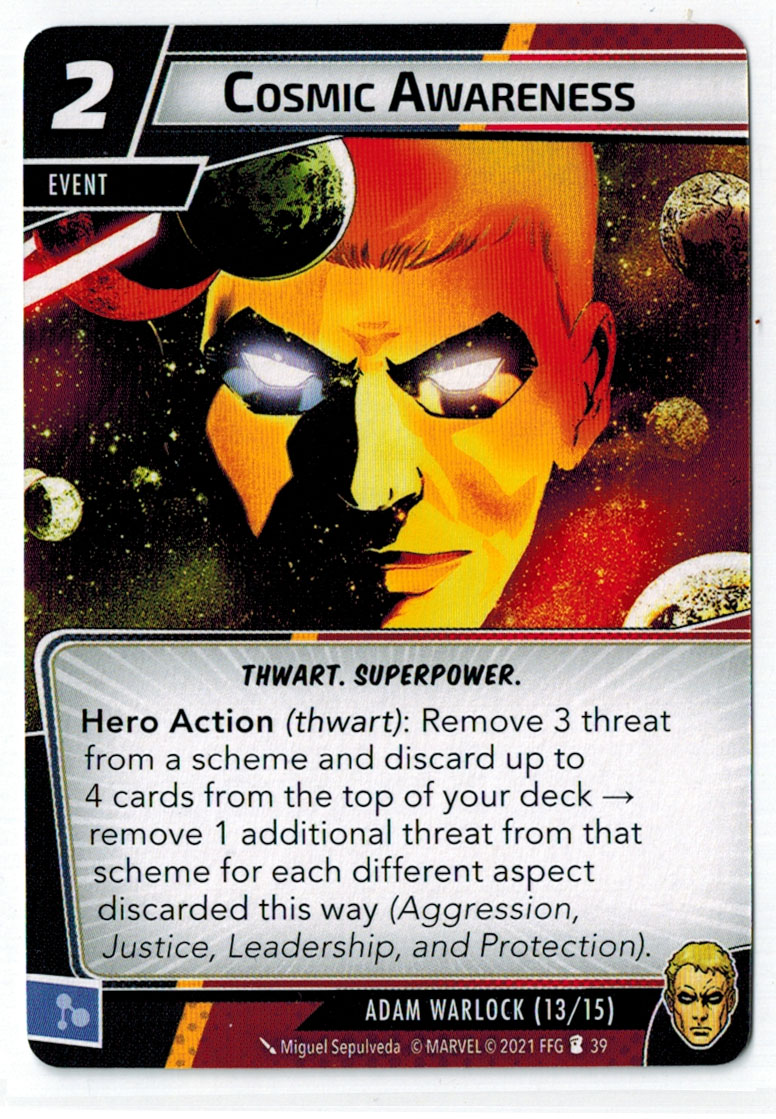 2
COSMIC AWARENESS
EVENT
THWART. SUPERPOWER.
Hero Action (thwart): Remove 3 threat
from a scheme and discard up to
4 cards from the top of your deck →
remove 1 additional threat from that
scheme for each different aspect
discarded this way (Aggression,
Justice, Leadership, and Protection).
ADAM WARLOCK (13/15)
Miguel Sepulveda © MARVEL © 2021 FFG 39